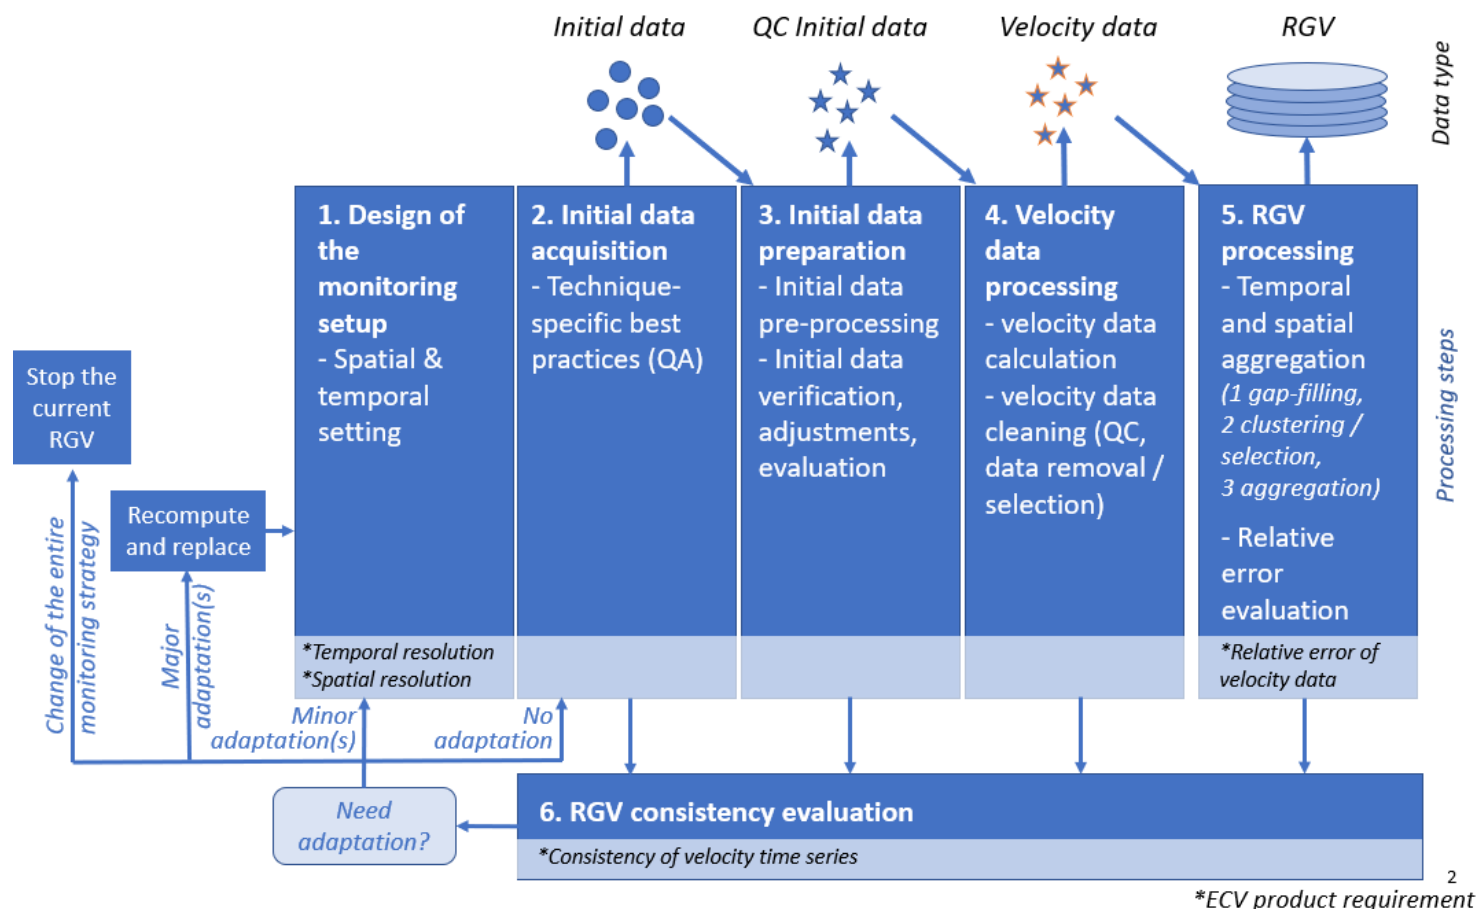 Initial data
QC Initial data
Velocity data
RGV
Data type
1. Design of
the
monitoring
setup
- Spatial &
temporal
setting
*Temporal resolution
*Spatial resolution
2. Initial data
acquisition
- Technique-
specific best
practices (QA)
3. Initial data
preparation
- Initial data
pre-processing
- Initial data
verification,
adjustments,
evaluation
4. Velocity
data
processing
- velocity data
calculation
- velocity data
cleaning (QC,
data removal /
selection)
5. RGV
processing
- Temporal
and spatial
aggregation
(1 gap-filling,
2 clustering /
selection,
3 aggregation)
- Relative
error
evaluation
*Relative error of
velocity data
Processing steps
Stop the
current
RGV
Recompute
and replace
Change of the entire
monitoring strategy
Major
adaptation(s)
Minor
adaptation(s)
No
adaptation
Need
adaptation?
6. RGV consistency evaluation
*Consistency of velocity time series
2
*ECV product requirement